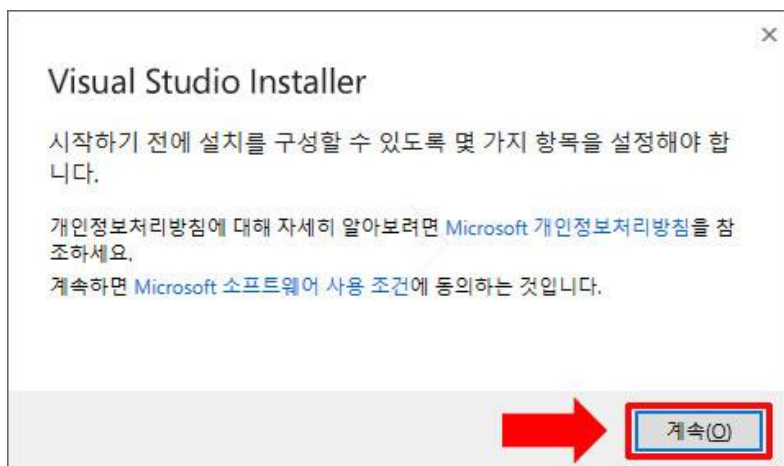 Visual Studio Installer
시작하기 전에 설치를 구성할 수 있도록 몇 가지 항목을 설정해야 합
니다.
개인정보처리방침에 대해 자세히 알아보려면 Microsoft 개인정보처리방침을 참
조하세요.
계속하면 Microsoft 소프트웨어 사용 조건에 동의하는 것입니다.
계속(O)